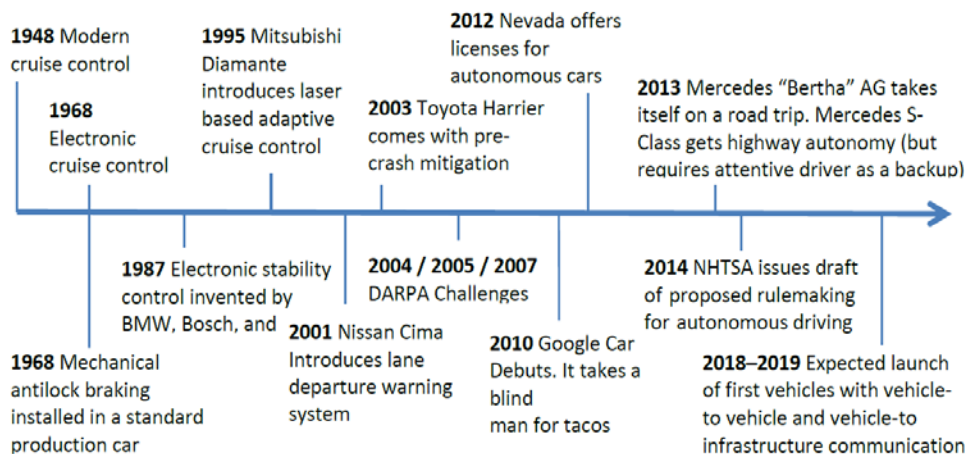 1948 Modern
cruise control
1968
Electronic
cruise control
1995 Mitsubishi
Diamante
introduces laser
based adaptive
cruise control
2003 Toyota Harrier
comes with pre-
crash mitigation
2012 Nevada offers
licenses for
autonomous cars
2013 Mercedes “Bertha” AG takes
itself on a road trip. Mercedes S-
Class gets highway autonomy (but
requires attentive driver as a backup)
1968 Mechanical
antilock braking
installed in a standard
production car
1987 Electronic stability
control invented by
BMW, Bosch, and
2001 Nissan Cima
Introduces lane
departure warning
system
2004 / 2005 / 2007
DARPA Challenges
2010 Google Car
Debuts. It takes a
blind
man for tacos
2014 NHTSA issues draft
of proposed rulemaking
for autonomous driving
2018–2019 Expected launch
of first vehicles with vehicle-
to vehicle and vehicle-to
infrastructure communication